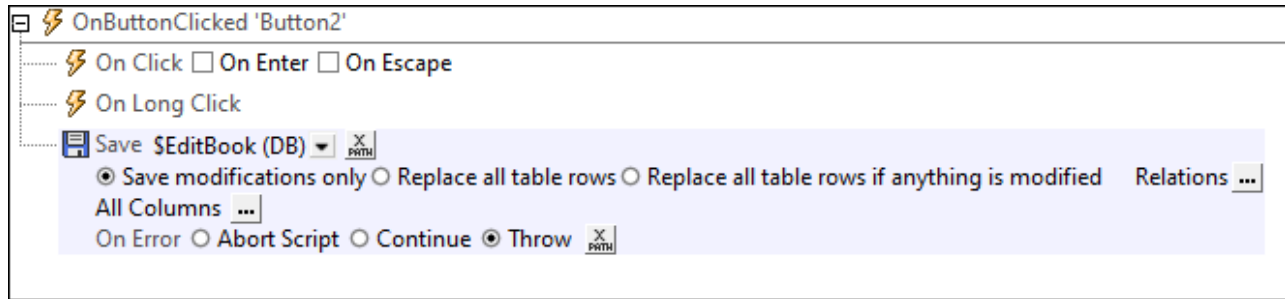 OnButtonClicked 'Button2'
On Click On Enter On Escape
On Long Click
Save $EditBook (DB) X PATH
Save modifications only Replace all table rows Replace all table rows if anything is modified Relations ...
All Columns ...
On Error Abort Script Continue Throw X PATH